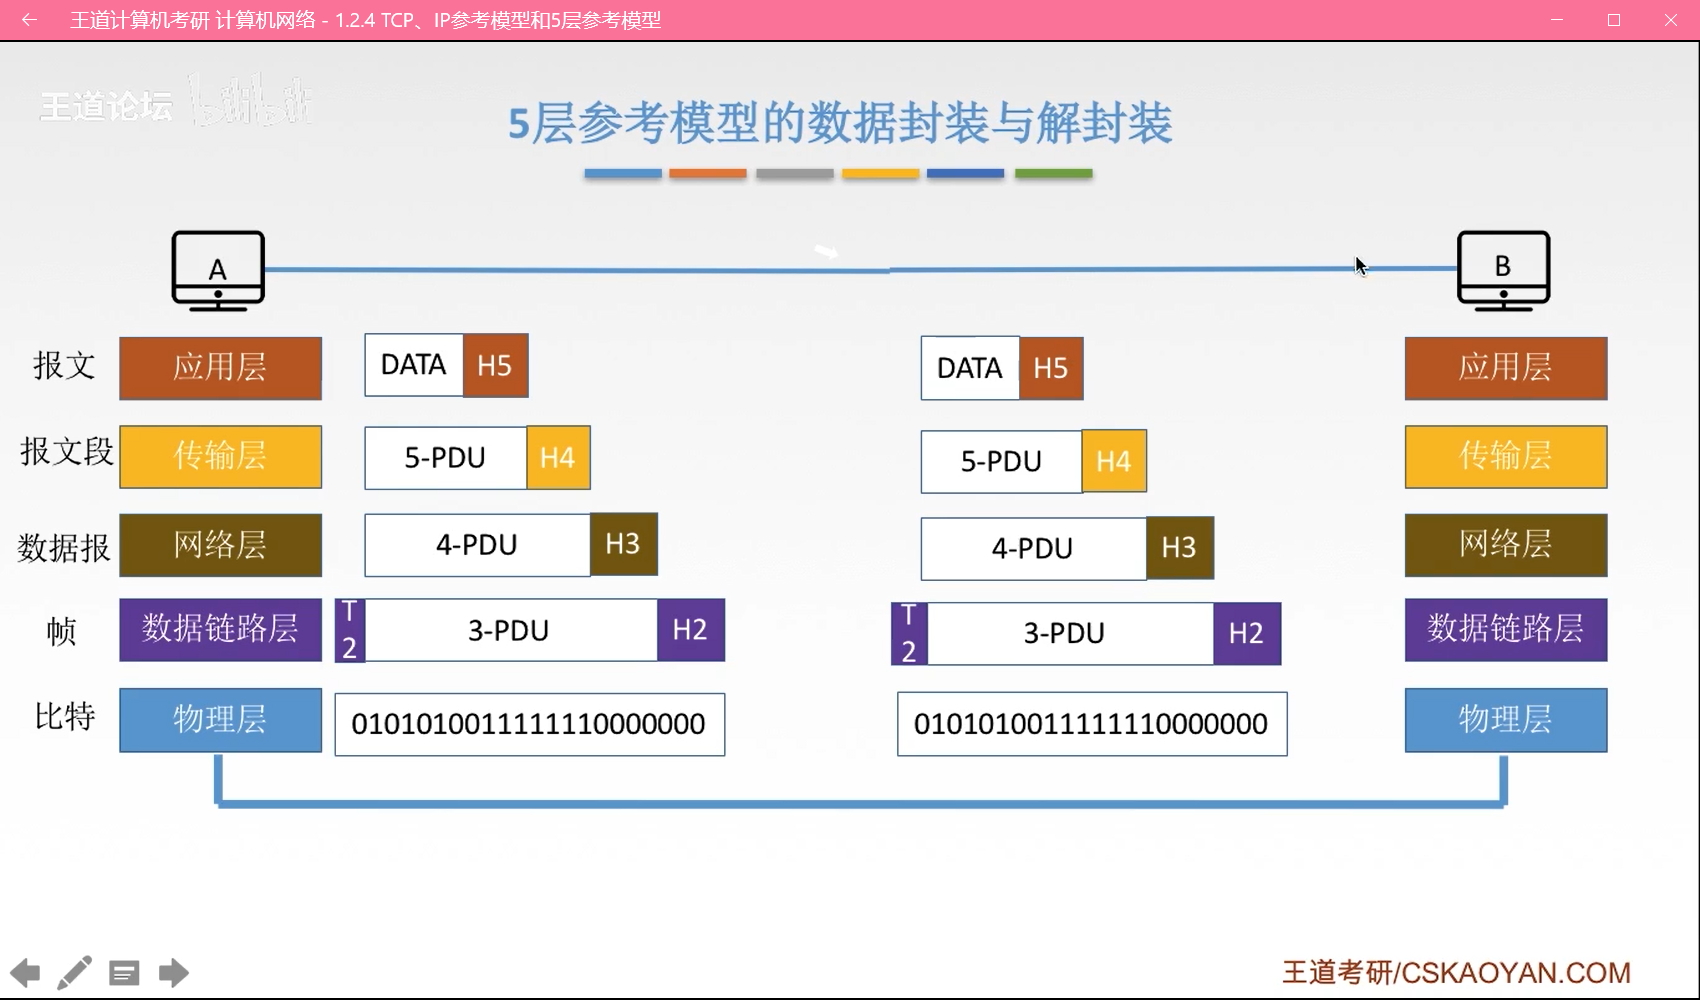 王道计算机考研 计算机网络 - 1.2.4 TCP、IP参考模型和5层参考模型
王道论坛 bilibili
5层参考模型的数据封装与解封装
A
B
报文 应用层 DATA H5 DATA H5 应用层
报文段 传输层 5-PDU H4 5-PDU H4 传输层
数据报 网络层 4-PDU H3 4-PDU H3 网络层
帧 数据链路层 T2 3-PDU H2 T2 3-PDU H2 数据链路层
比特 物理层 0101010011111110000000 0101010011111110000000 物理层
王道考研/CSKAOYAN.COM